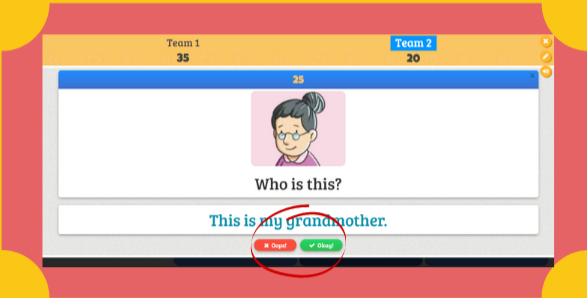 Team 1
Team 2
35
20
25
Who is this?
This is my grandmother.
Oops!
Okay!